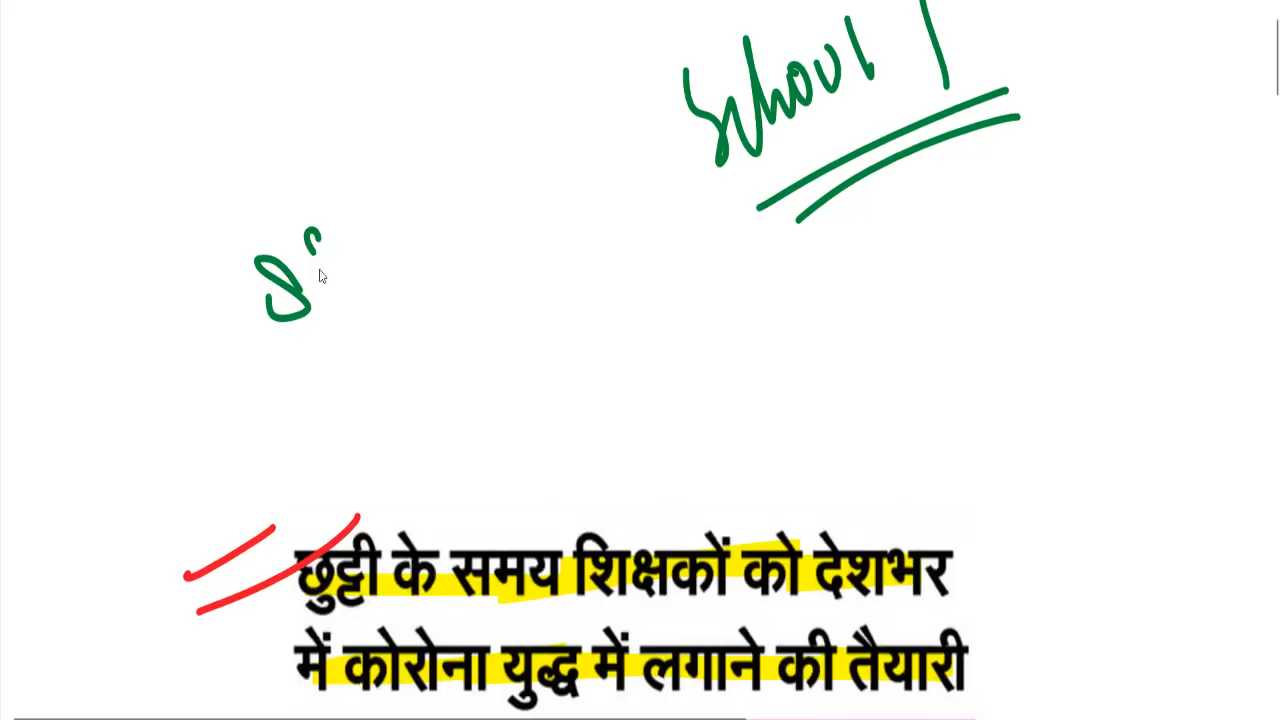 School
छुट्टी के समय शिक्षकों को देशभर
में कोरोना युद्ध में लगाने की तैयारी